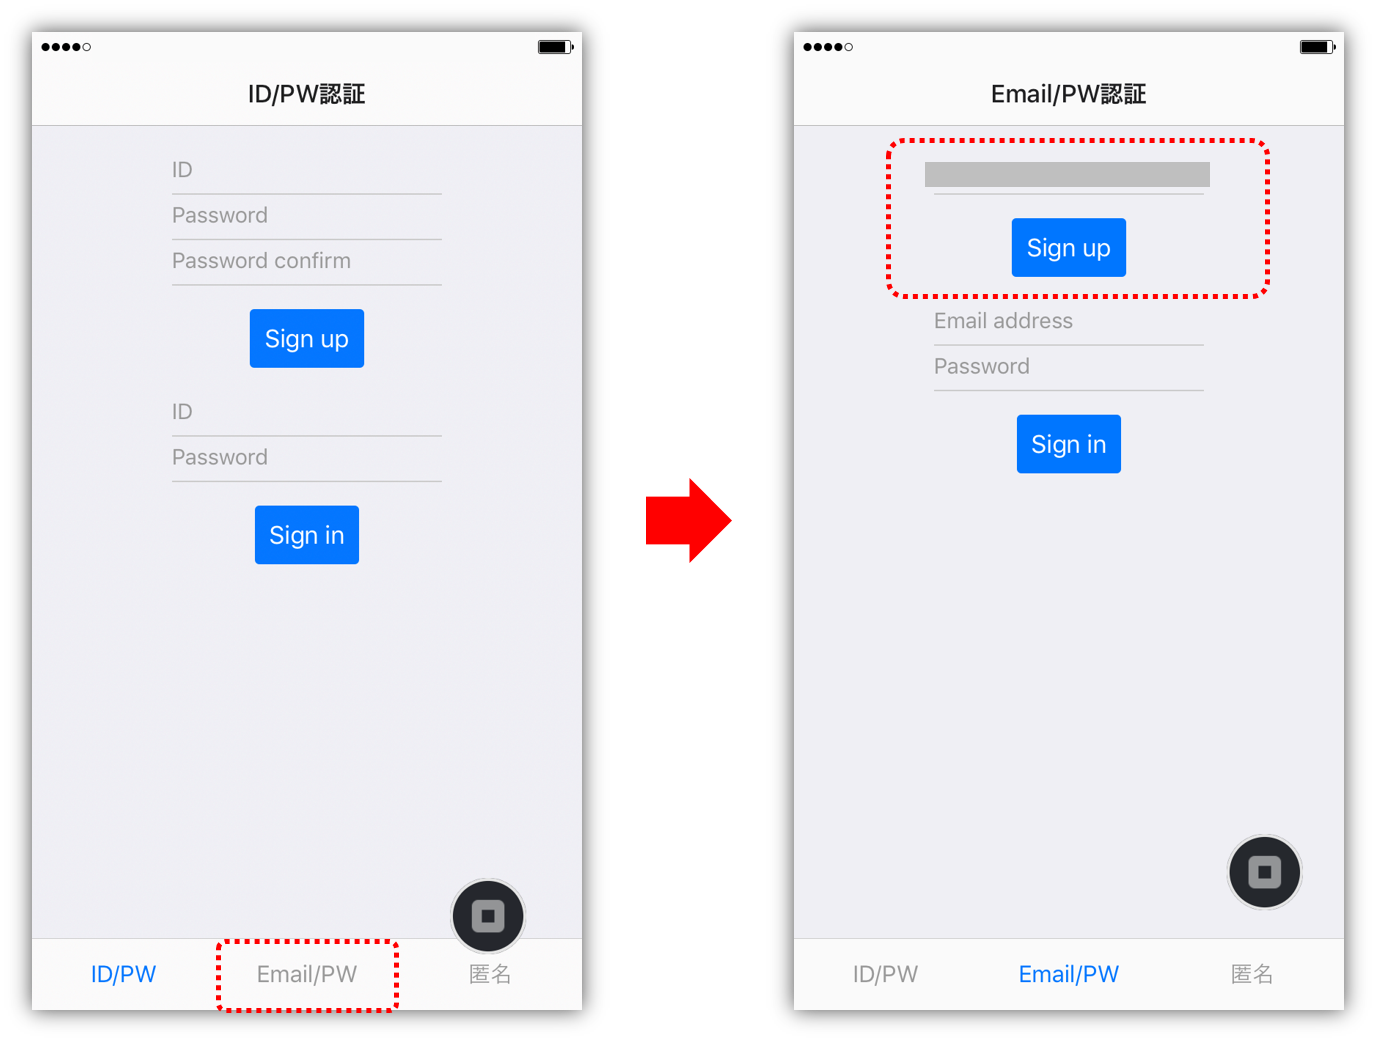 ID/PW認証
ID
Password
Password confirm
Sign up
ID
Password
Sign in
ID/PW
Email/PW
匿名
Email/PW認証
Sign up
Email address
Password
Sign in
ID/PW
Email/PW
匿名